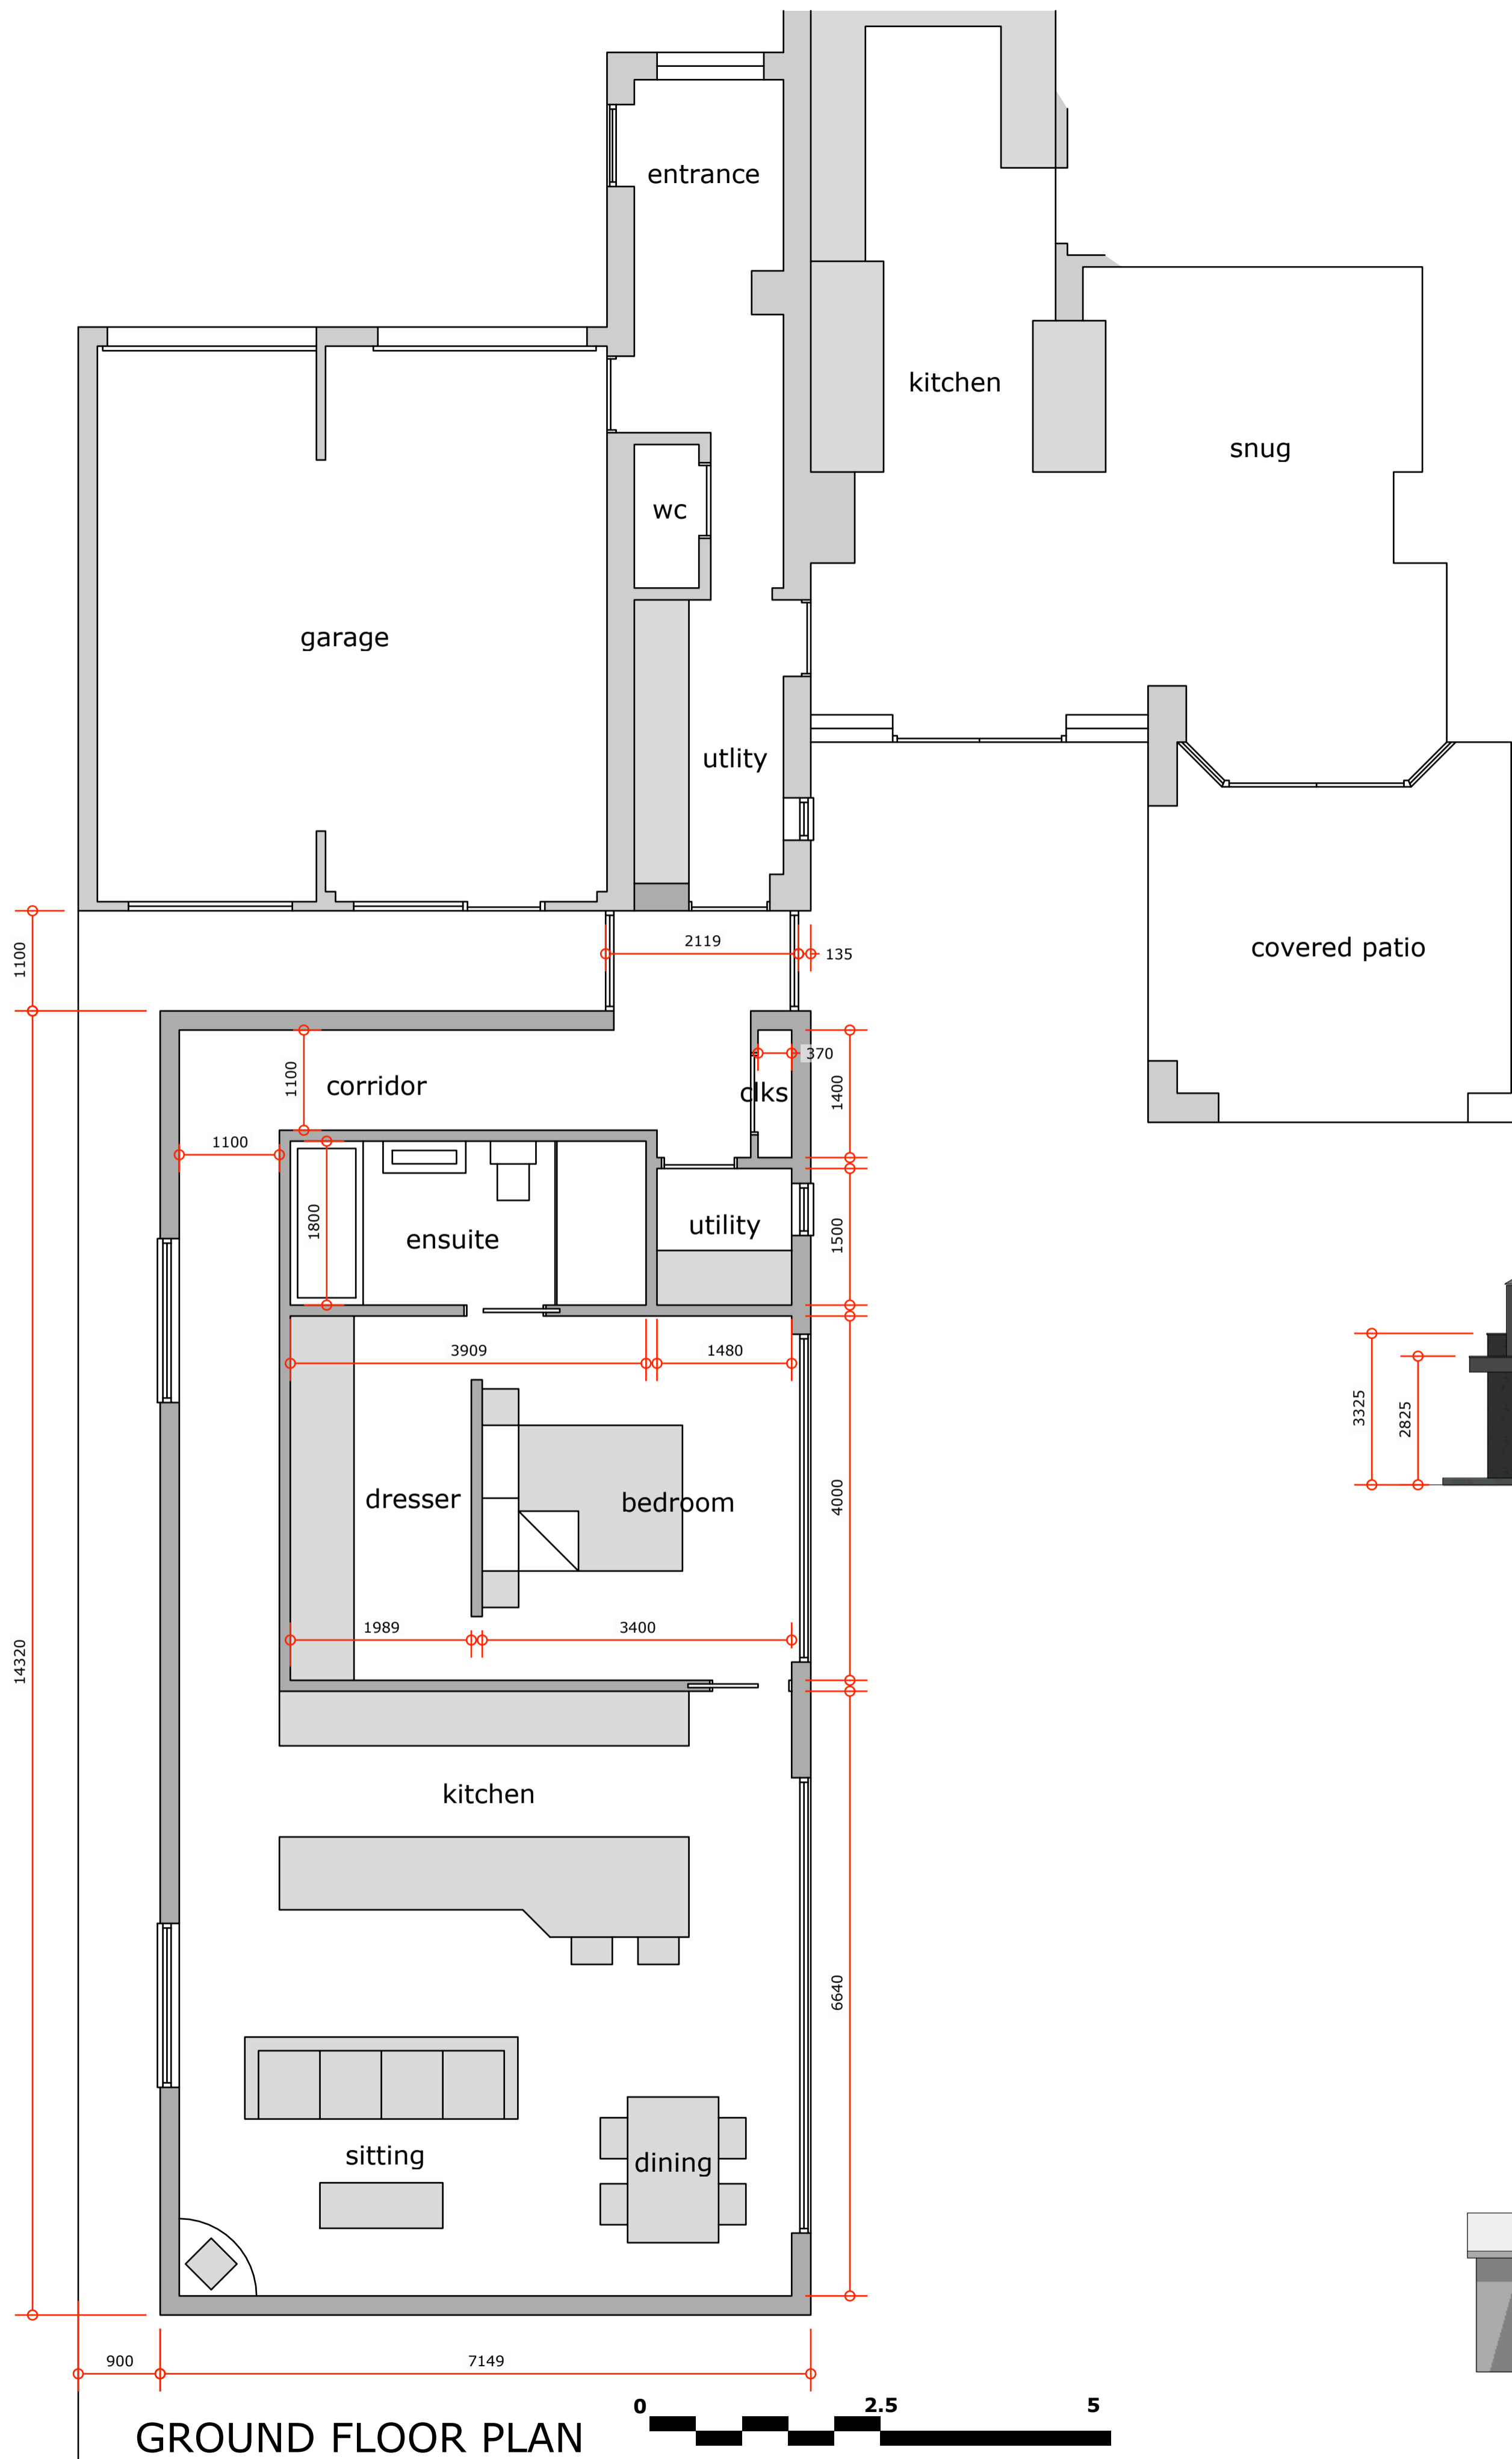 entrance
kitchen
snug
wc
garage
utlity
covered patio
1100
2119
135
370
1100
corridor
clks
1400
1100
1800
ensuite
utility
1500
3909
1480
3325
2825
dresser
bedroom
4000
1989
3400
14320
kitchen
6640
sitting
dining
900
7149
0
2.5
5
GROUND FLOOR PLAN